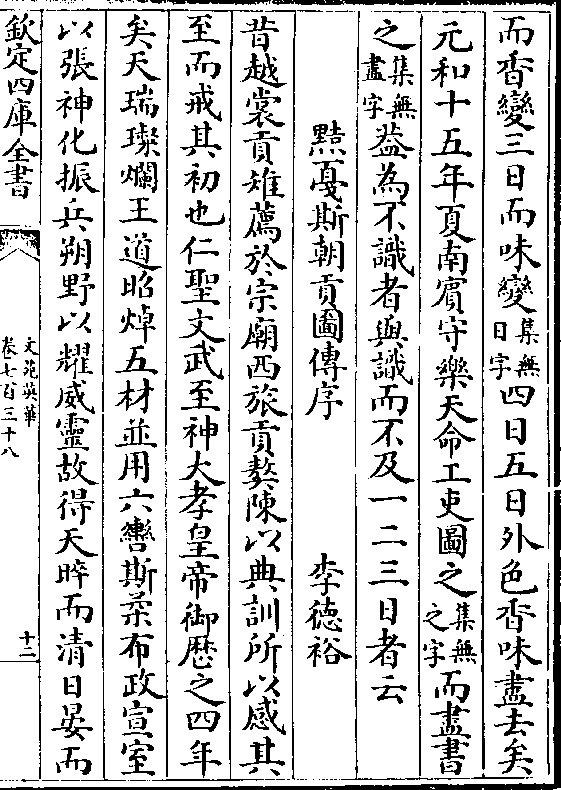 而香變三日而味變集無日字四日五日外色香味盡去矣
元和十五年夏南賔守樂天命工吏圖之集無之字而盡書
之集無盡字葢為不識者與識而不及一二三日者云
黠戞斯朝貢圖傳序 李德裕
昔越裳貢雉薦於宗廟西旅貢獒陳以典訓所以感其
至而戒其初也仁聖文武至神大孝皇帝御歷之四年
矣天瑞璨爛王道昭焯五材並用六轡斯柔布政宣室
以張神化振兵朔野以耀威靈故得天晬而清日晏而
欽定四庫全書
文苑英華
卷七百三十八
十二